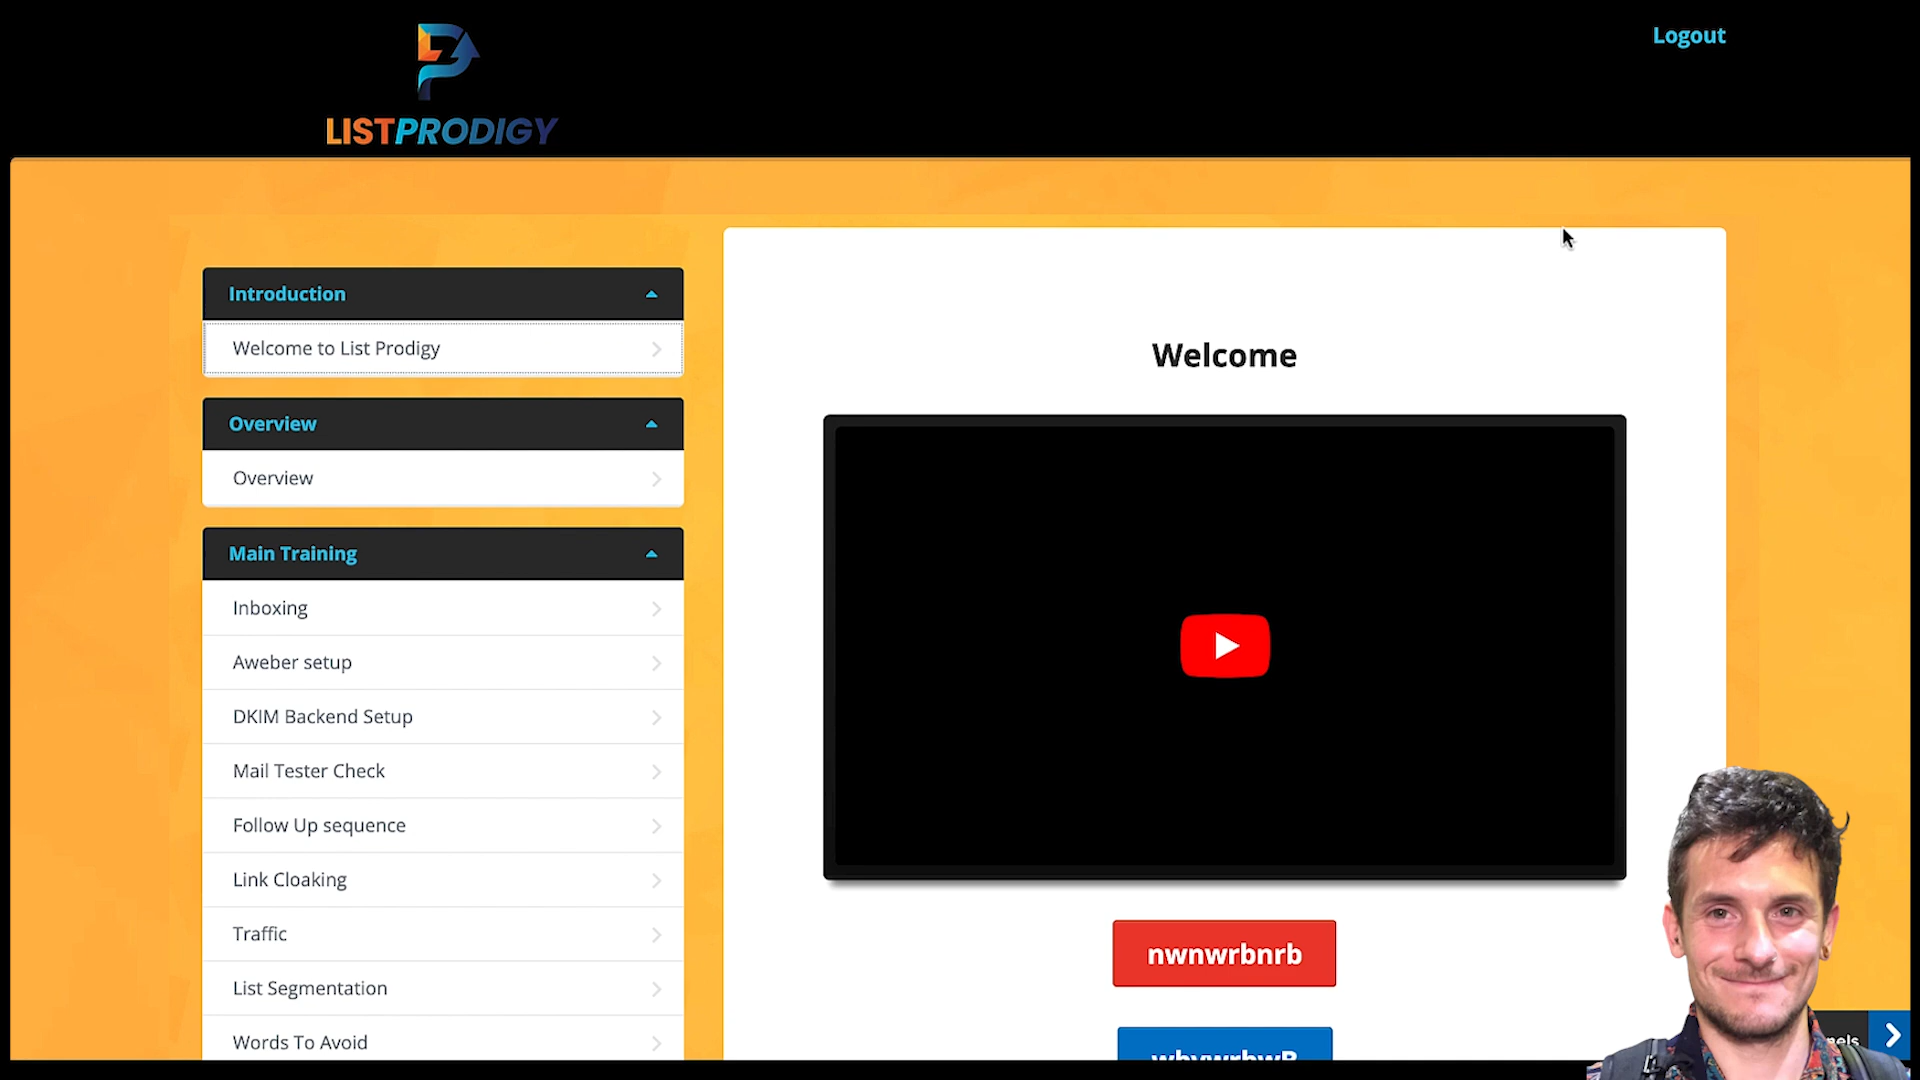 Logout
LISTPRODIGY
Introduction
Welcome to List Prodigy
Overview
Overview
Main Training
Inboxing
Aweber setup
DKIM Backend Setup
Mail Tester Check
Follow Up sequence
Link Cloaking
Traffic
List Segmentation
Words To Avoid
Welcome
nwnwrbnrb